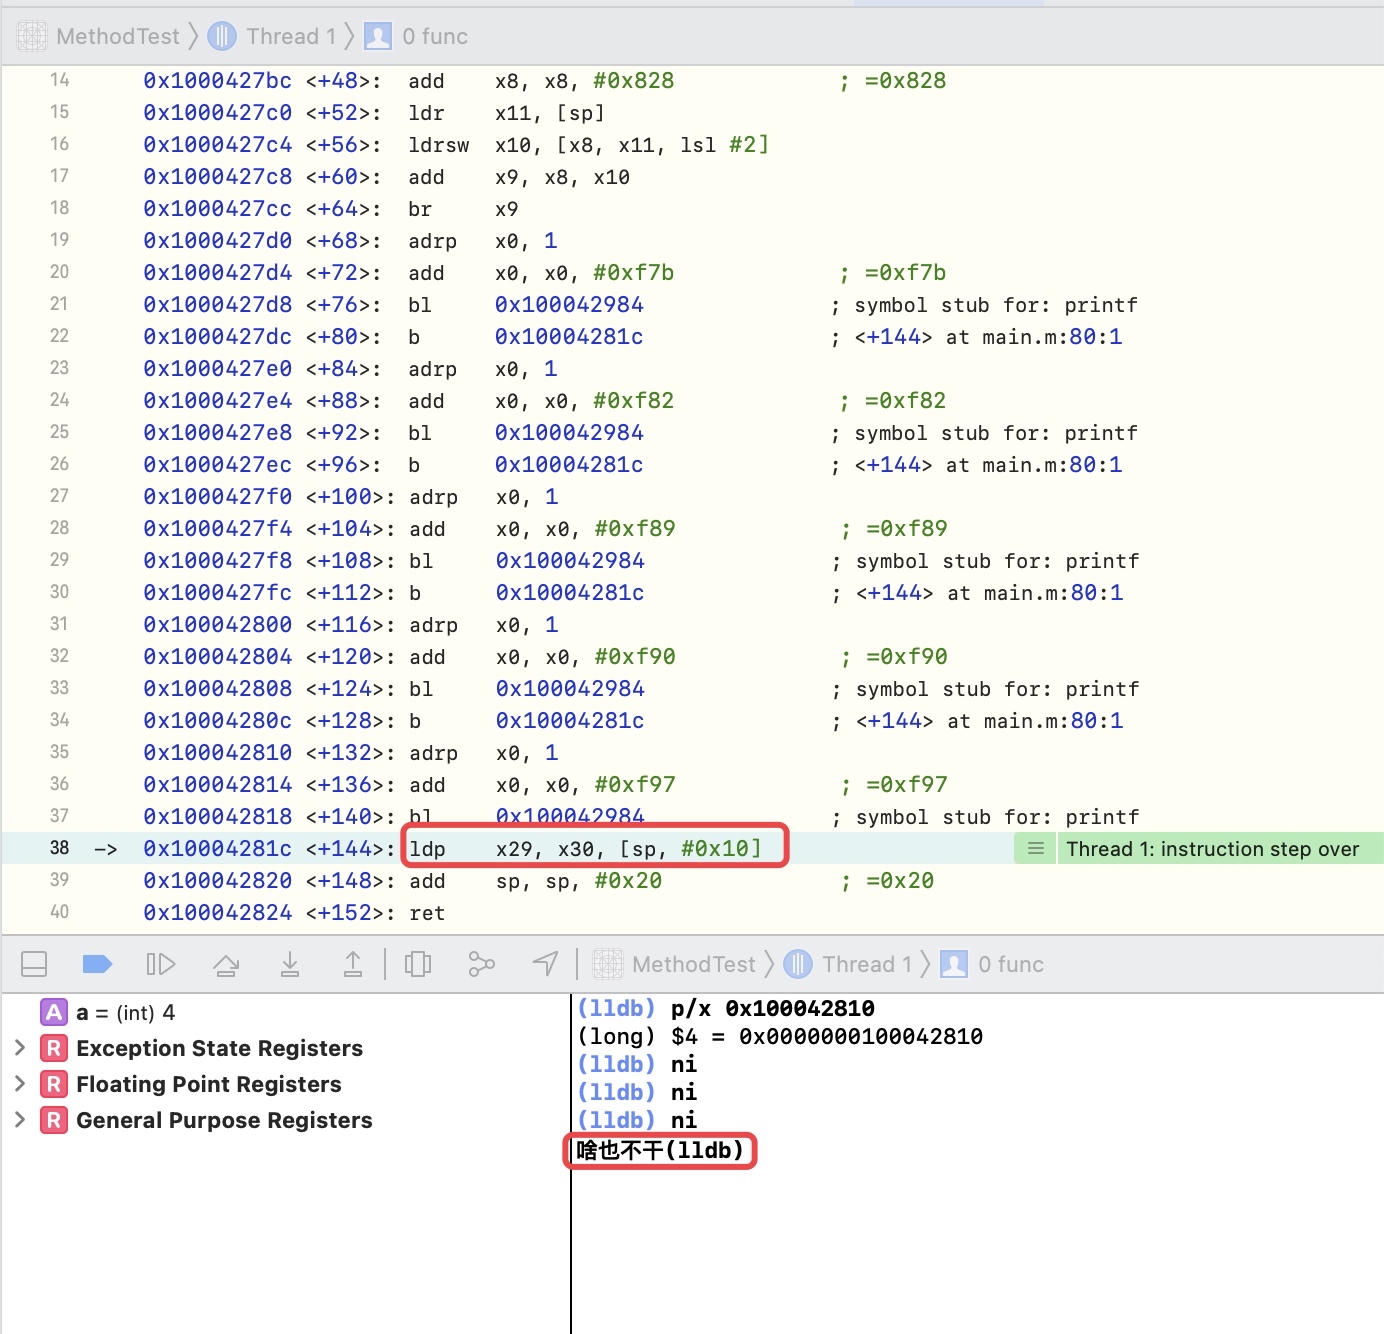 MethodTest Thread 1 0 func
14 0x1000427bc <+48>: add x8, x8, #0x828 ; =0x828
15 0x1000427c0 <+52>: ldr x11, [sp]
16 0x1000427c4 <+56>: ldrsw x10, [x8, x11, lsl #2]
17 0x1000427c8 <+60>: add x9, x8, x10
18 0x1000427cc <+64>: br x9
19 0x1000427d0 <+68>: adrp x0, 1
20 0x1000427d4 <+72>: add x0, x0, #0xf7b ; =0xf7b
21 0x1000427d8 <+76>: bl 0x100042984 ; symbol stub for: printf
22 0x1000427dc <+80>: b 0x10004281c ; <+144> at main.m:80:1
23 0x1000427e0 <+84>: adrp x0, 1
24 0x1000427e4 <+88>: add x0, x0, #0xf82 ; =0xf82
25 0x1000427e8 <+92>: bl 0x100042984 ; symbol stub for: printf
26 0x1000427ec <+96>: b 0x10004281c ; <+144> at main.m:80:1
27 0x1000427f0 <+100>: adrp x0, 1
28 0x1000427f4 <+104>: add x0, x0, #0xf89 ; =0xf89
29 0x1000427f8 <+108>: bl 0x100042984 ; symbol stub for: printf
30 0x1000427fc <+112>: b 0x10004281c ; <+144> at main.m:80:1
31 0x100042800 <+116>: adrp x0, 1
32 0x100042804 <+120>: add x0, x0, #0xf90 ; =0xf90
33 0x100042808 <+124>: bl 0x100042984 ; symbol stub for: printf
34 0x10004280c <+128>: b 0x10004281c ; <+144> at main.m:80:1
35 0x100042810 <+132>: adrp x0, 1
36 0x100042814 <+136>: add x0, x0, #0xf97 ; =0xf97
37 0x100042818 <+140>: bl 0x100042984 ; symbol stub for: printf
38 -> 0x10004281c <+144>: ldp x29, x30, [sp, #0x10] Thread 1: instruction step over
39 0x100042820 <+148>: add sp, sp, #0x20 ; =0x20
40 0x100042824 <+152>: ret
MethodTest Thread 1 0 func
A a = (int) 4
R Exception State Registers
R Floating Point Registers
R General Purpose Registers
(lldb) p/x 0x100042810
(long) $4 = 0x0000000100042810
(lldb) ni
(lldb) ni
(lldb) ni
啥也不干(lldb)